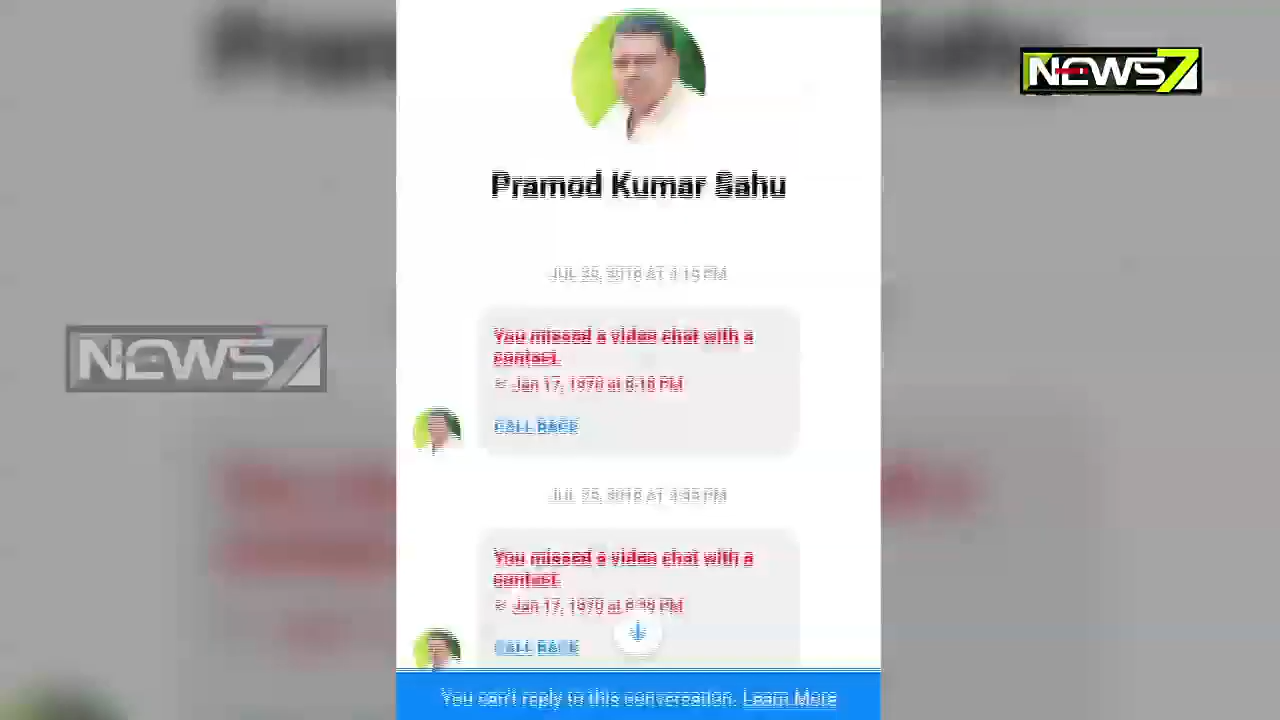 NEWS7
Pramod Kumar Sahu
You missed a video chat with a
contact.
Jan 17, 1970 at
CALL BACK
NEWS7
You missed a video chat with a
contact.
Jan 17, 1970 at
CALL BACK
You can't reply to this conversation. Learn More